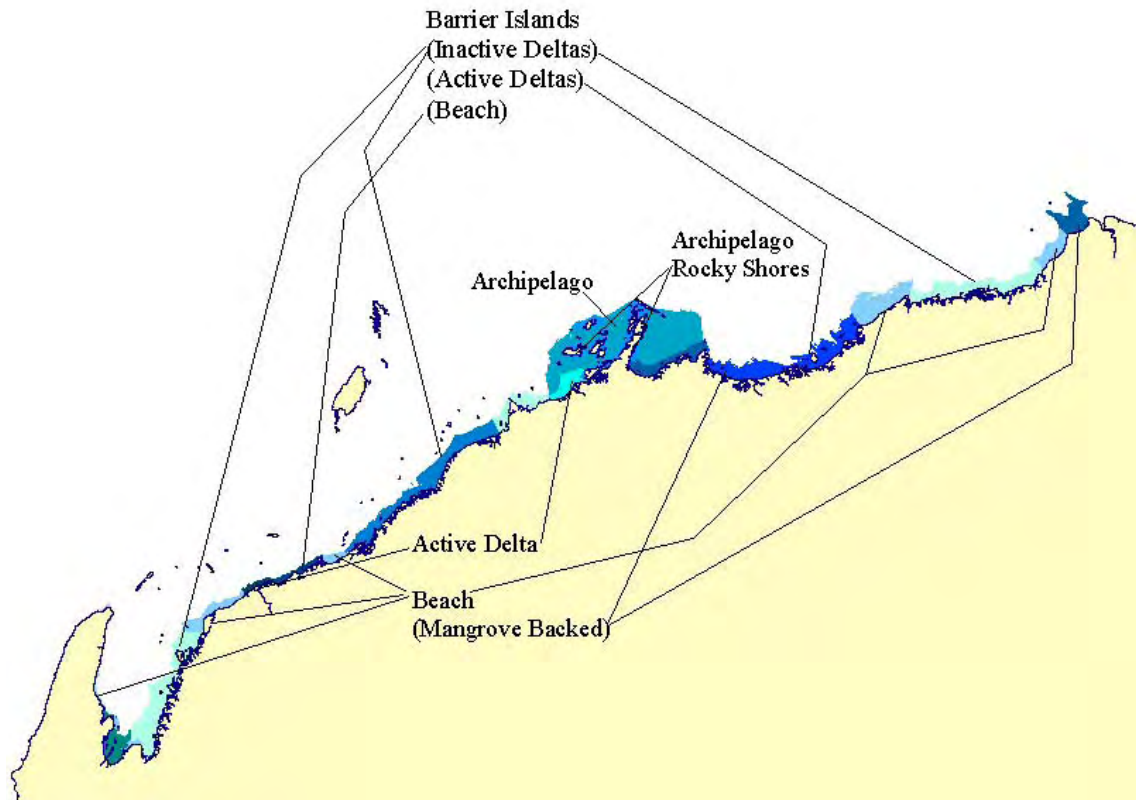 Barrier Islands
(Inactive Deltas)
(Active Deltas)
(Beach)
Archipelago
Rocky Shores
Archipelago
Active Delta
Beach
(Mangrove Backed)